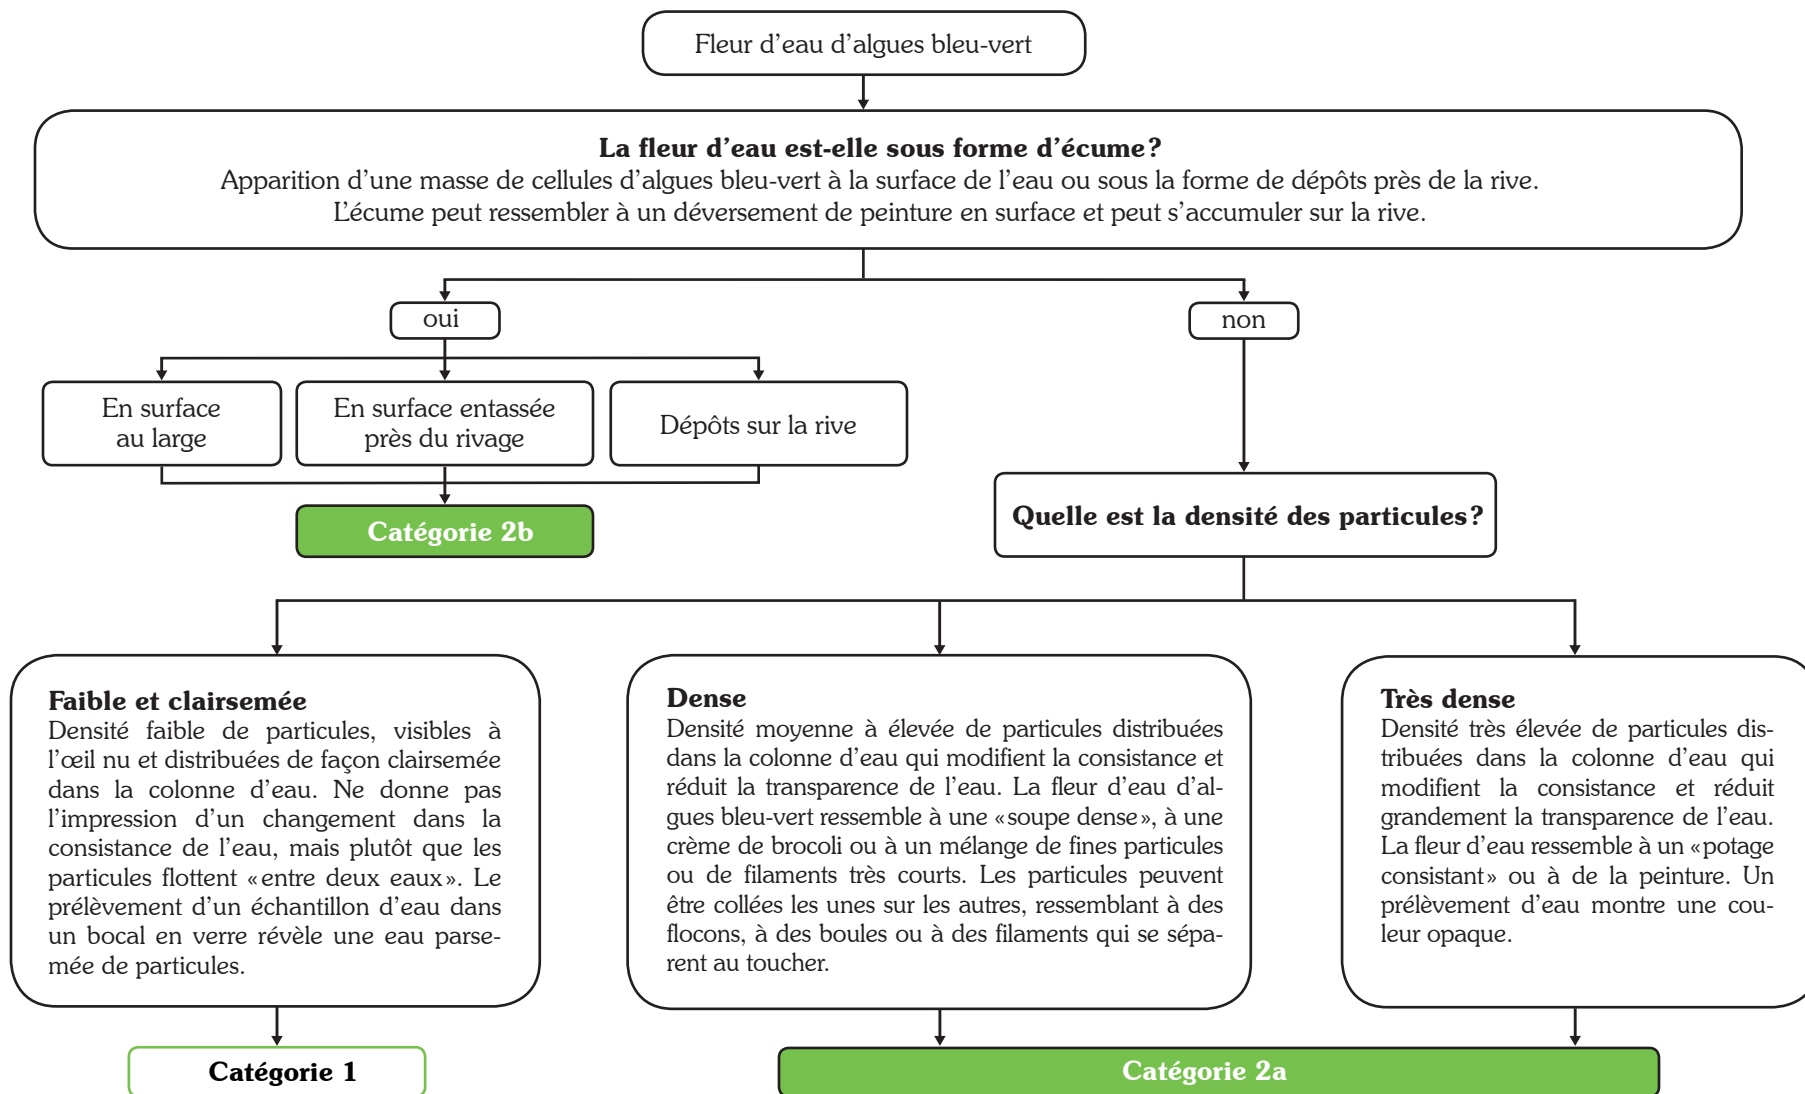 Fleur d'eau d'algues bleu-vert
La fleur d'eau est-elle sous forme d'écume?
Apparition d'une masse de cellules d'algues bleu-vert à la surface de l'eau ou sous la forme de dépôts près de la rive.
L'écume peut ressembler à un déversement de peinture en surface et peut s'accumuler sur la rive.
oui
non
En surface
au large
En surface entassée
près du rivage
Dépôts sur la rive
Catégorie 2b
Quelle est la densité des particules?
Faible et clairsemée
Densité faible de particules, visibles à
l'œil nu et distribuées de façon clairsemée
dans la colonne d'eau. Ne donne pas
l'impression d'un changement dans la
consistance de l'eau, mais plutôt que les
particules flottent «entre deux eaux». Le
prélèvement d'un échantillon d'eau dans
un bocal en verre révèle une eau parse-
mée de particules.
Dense
Densité moyenne à élevée de particules distribuées
dans la colonne d'eau qui modifient la consistance et
réduit la transparence de l'eau. La fleur d'eau d'al-
gues bleu-vert ressemble à une «soupe dense», à une
crème de brocoli ou à un mélange de fines particules
ou de filaments très courts. Les particules peuvent
être collées les unes sur les autres, ressemblant à des
flocons, à des boules ou à des filaments qui se sépa-
rent au toucher.
Très dense
Densité très élevée de particules dis-
tribuées dans la colonne d'eau qui
modifient la consistance et réduit
grandement la transparence de l'eau.
La fleur d'eau ressemble à un «potage
consistant» ou à de la peinture. Un
prélèvement d'eau montre une cou-
leur opaque.
Catégorie 1
Catégorie 2a